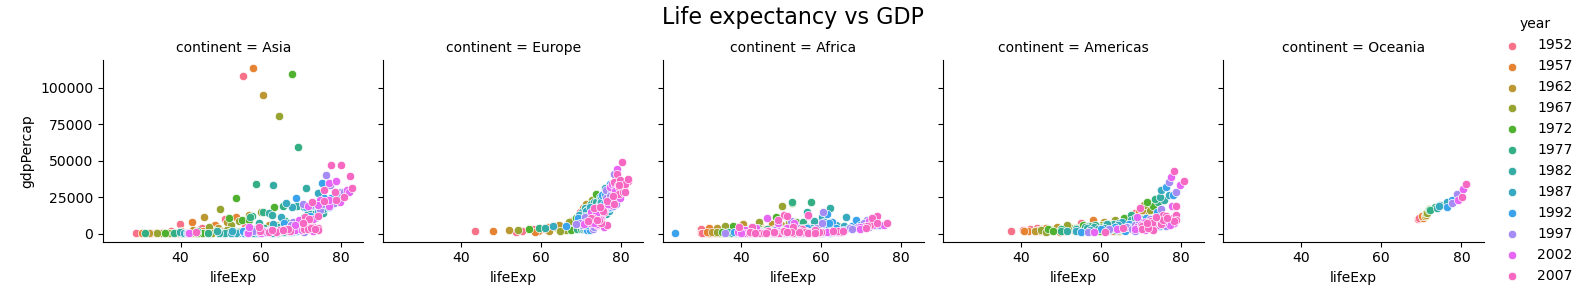 Life expectancy vs GDP
continent = Asia
continent = Europe
continent = Africa
continent = Americas
continent = Oceania
gdpPercap
100000
75000
50000
25000
0
40 60 80
40 60 80
40 60 80
40 60 80
40 60 80
lifeExp
lifeExp
lifeExp
lifeExp
lifeExp
year
1952
1957
1962
1967
1972
1977
1982
1987
1992
1997
2002
2007